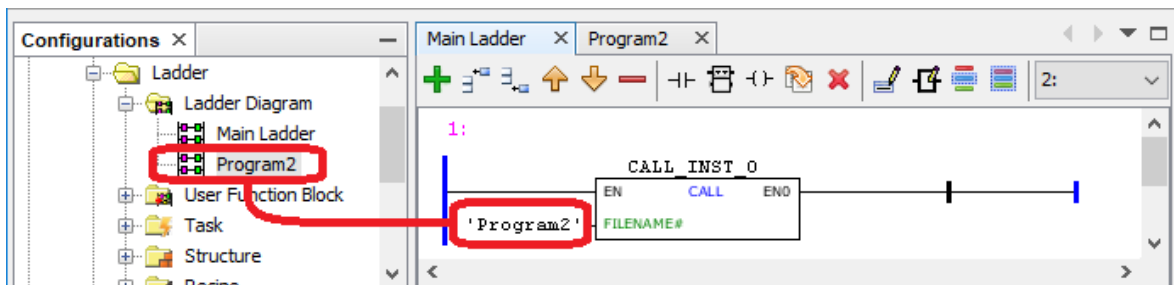 Configurations
Ladder
Ladder Diagram
Main Ladder
Program2
User Function Block
Task
Structure
Main Ladder
Program2
2:
1:
CALL_INST_0
EN CALL ENO
'Program2' FILENAME#